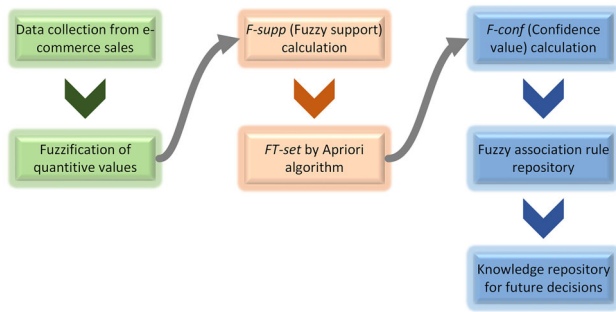 Data collection from e-
commerce sales
Fuzzification of
quantitive values
F-supp (Fuzzy support)
calculation
FT-set by Apriori
algorithm
F-conf (Confidence
value) calculation
Fuzzy association rule
repository
Knowledge repository
for future decisions